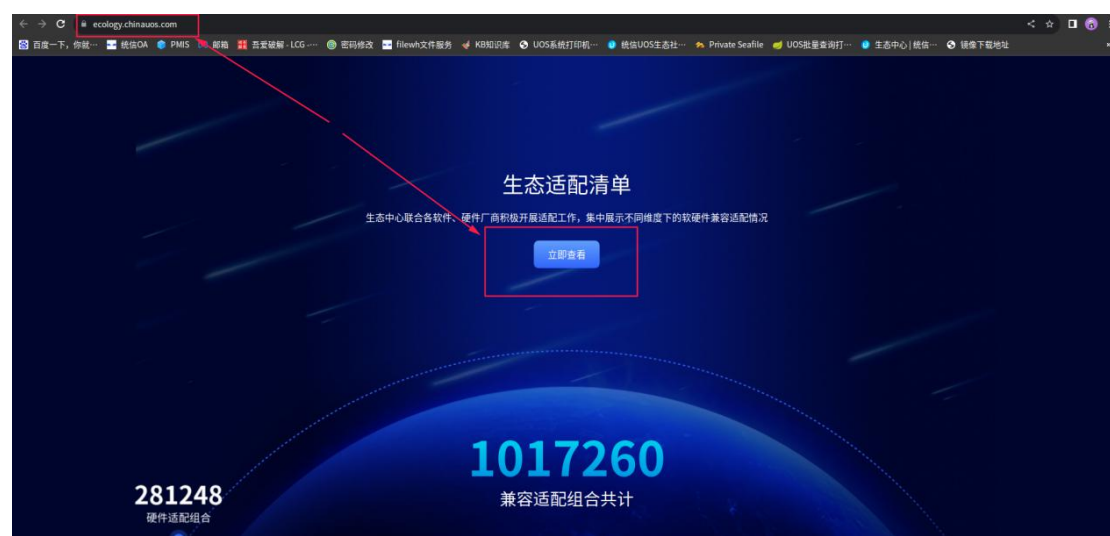 ecology.chinauos.com
百度一下，你就… 统信OA PMIS 邮箱 吾爱破解 - LCG -… 密码修改 filewh文件服务 KB知识库 UOS系统打印机… 统信UOS生态社… Private Seafile UOS批量查询打… 生态中心 | 统信… 镜像下载地址
生态适配清单
生态中心联合各软件、硬件厂商积极开展适配工作，集中展示不同维度下的软硬件兼容适配情况
立即查看
1017260
兼容适配组合共计
281248
硬件适配组合